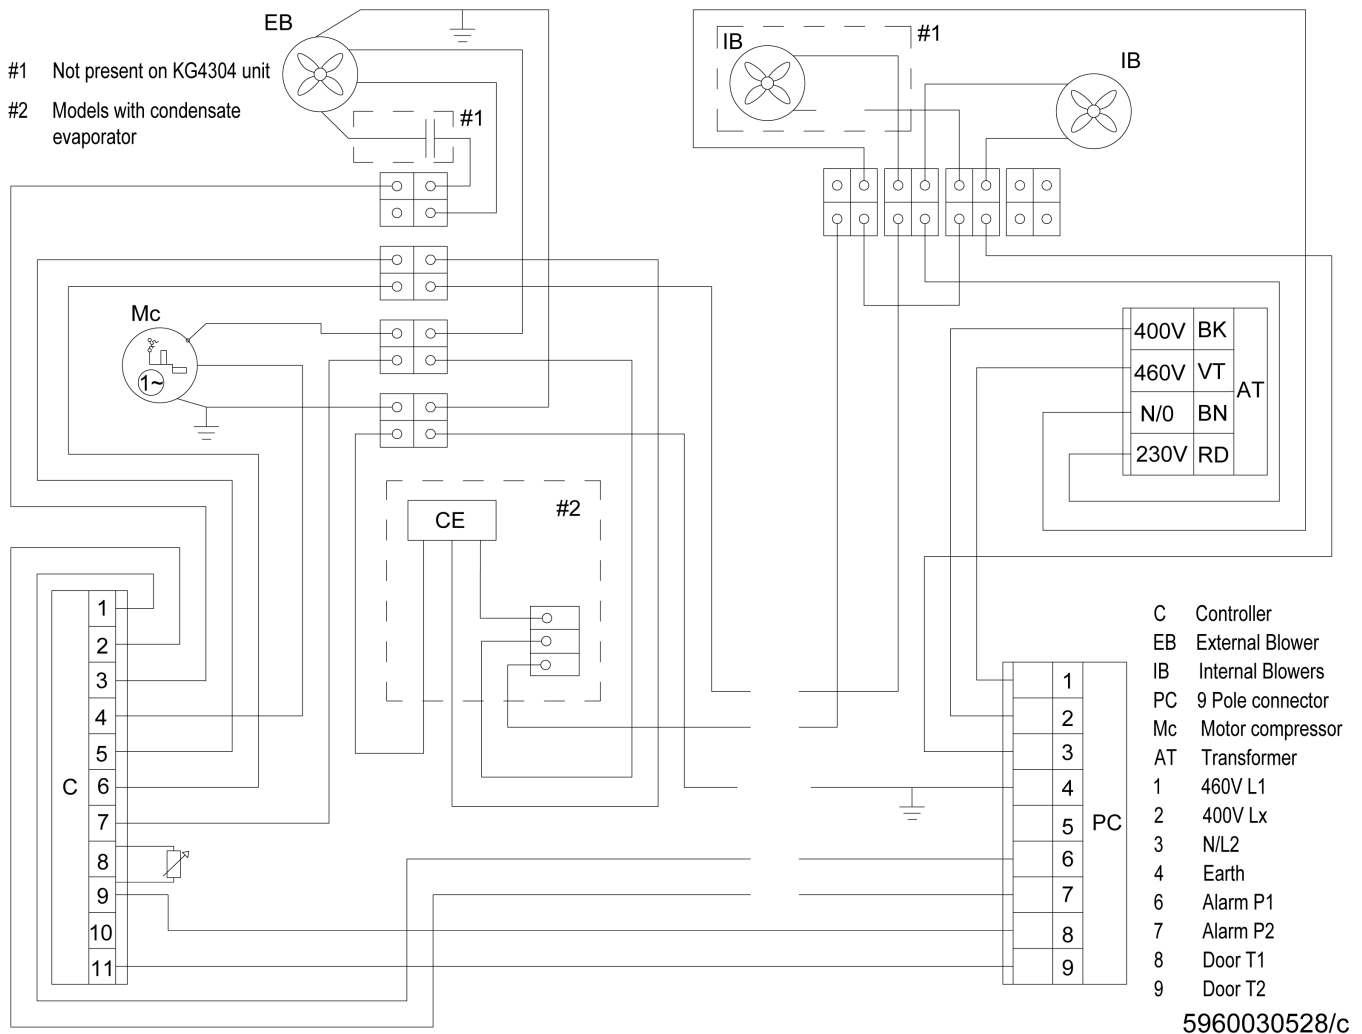 EB
#1 Not present on KG4304 unit
#2 Models with condensate
evaporator
#1
IB
#1
IB
Mc
1~
400V BK
460V VT
N/0 BN
230V RD
AT
CE
#2
C
1
2
3
4
5
6
7
8
9
10
11
1
2
3
4
5
6
7
8
9
PC
C Controller
EB External Blower
IB Internal Blowers
PC 9 Pole connector
Mc Motor compressor
AT Transformer
1 460V L1
2 400V Lx
3 N/L2
4 Earth
6 Alarm P1
7 Alarm P2
8 Door T1
9 Door T2
5960030528/c